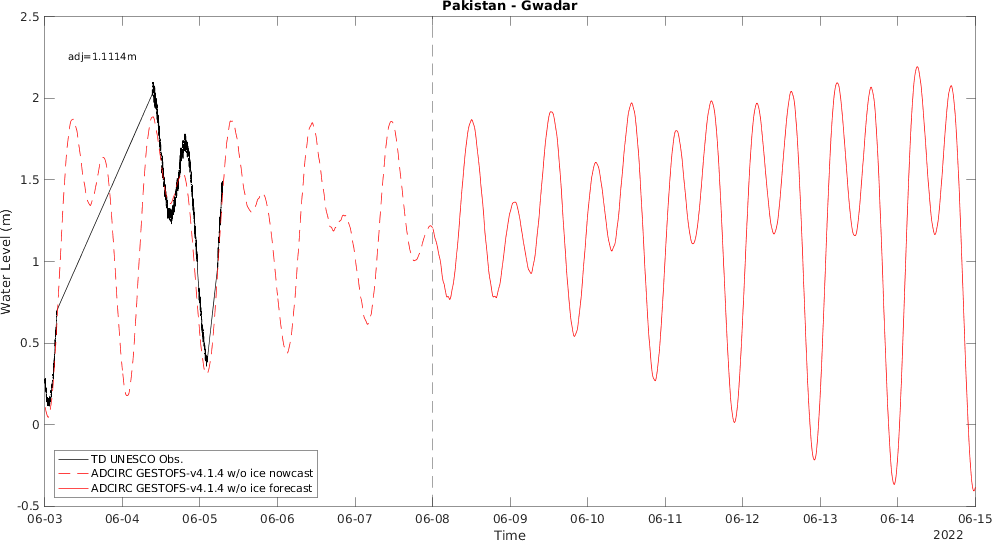 Pakistan - Gwadar
adj=1.1114m
2.5
2
1.5
1
0.5
0
-0.5
Water Level (m)
TD UNESCO Obs.
ADCIRC GESTOFS-v4.1.4 w/o ice nowcast
ADCIRC GESTOFS-v4.1.4 w/o ice forecast
06-03 06-04 06-05 06-06 06-07 06-08 06-09 06-10 06-11 06-12 06-13 06-14 06-15
Time
2022